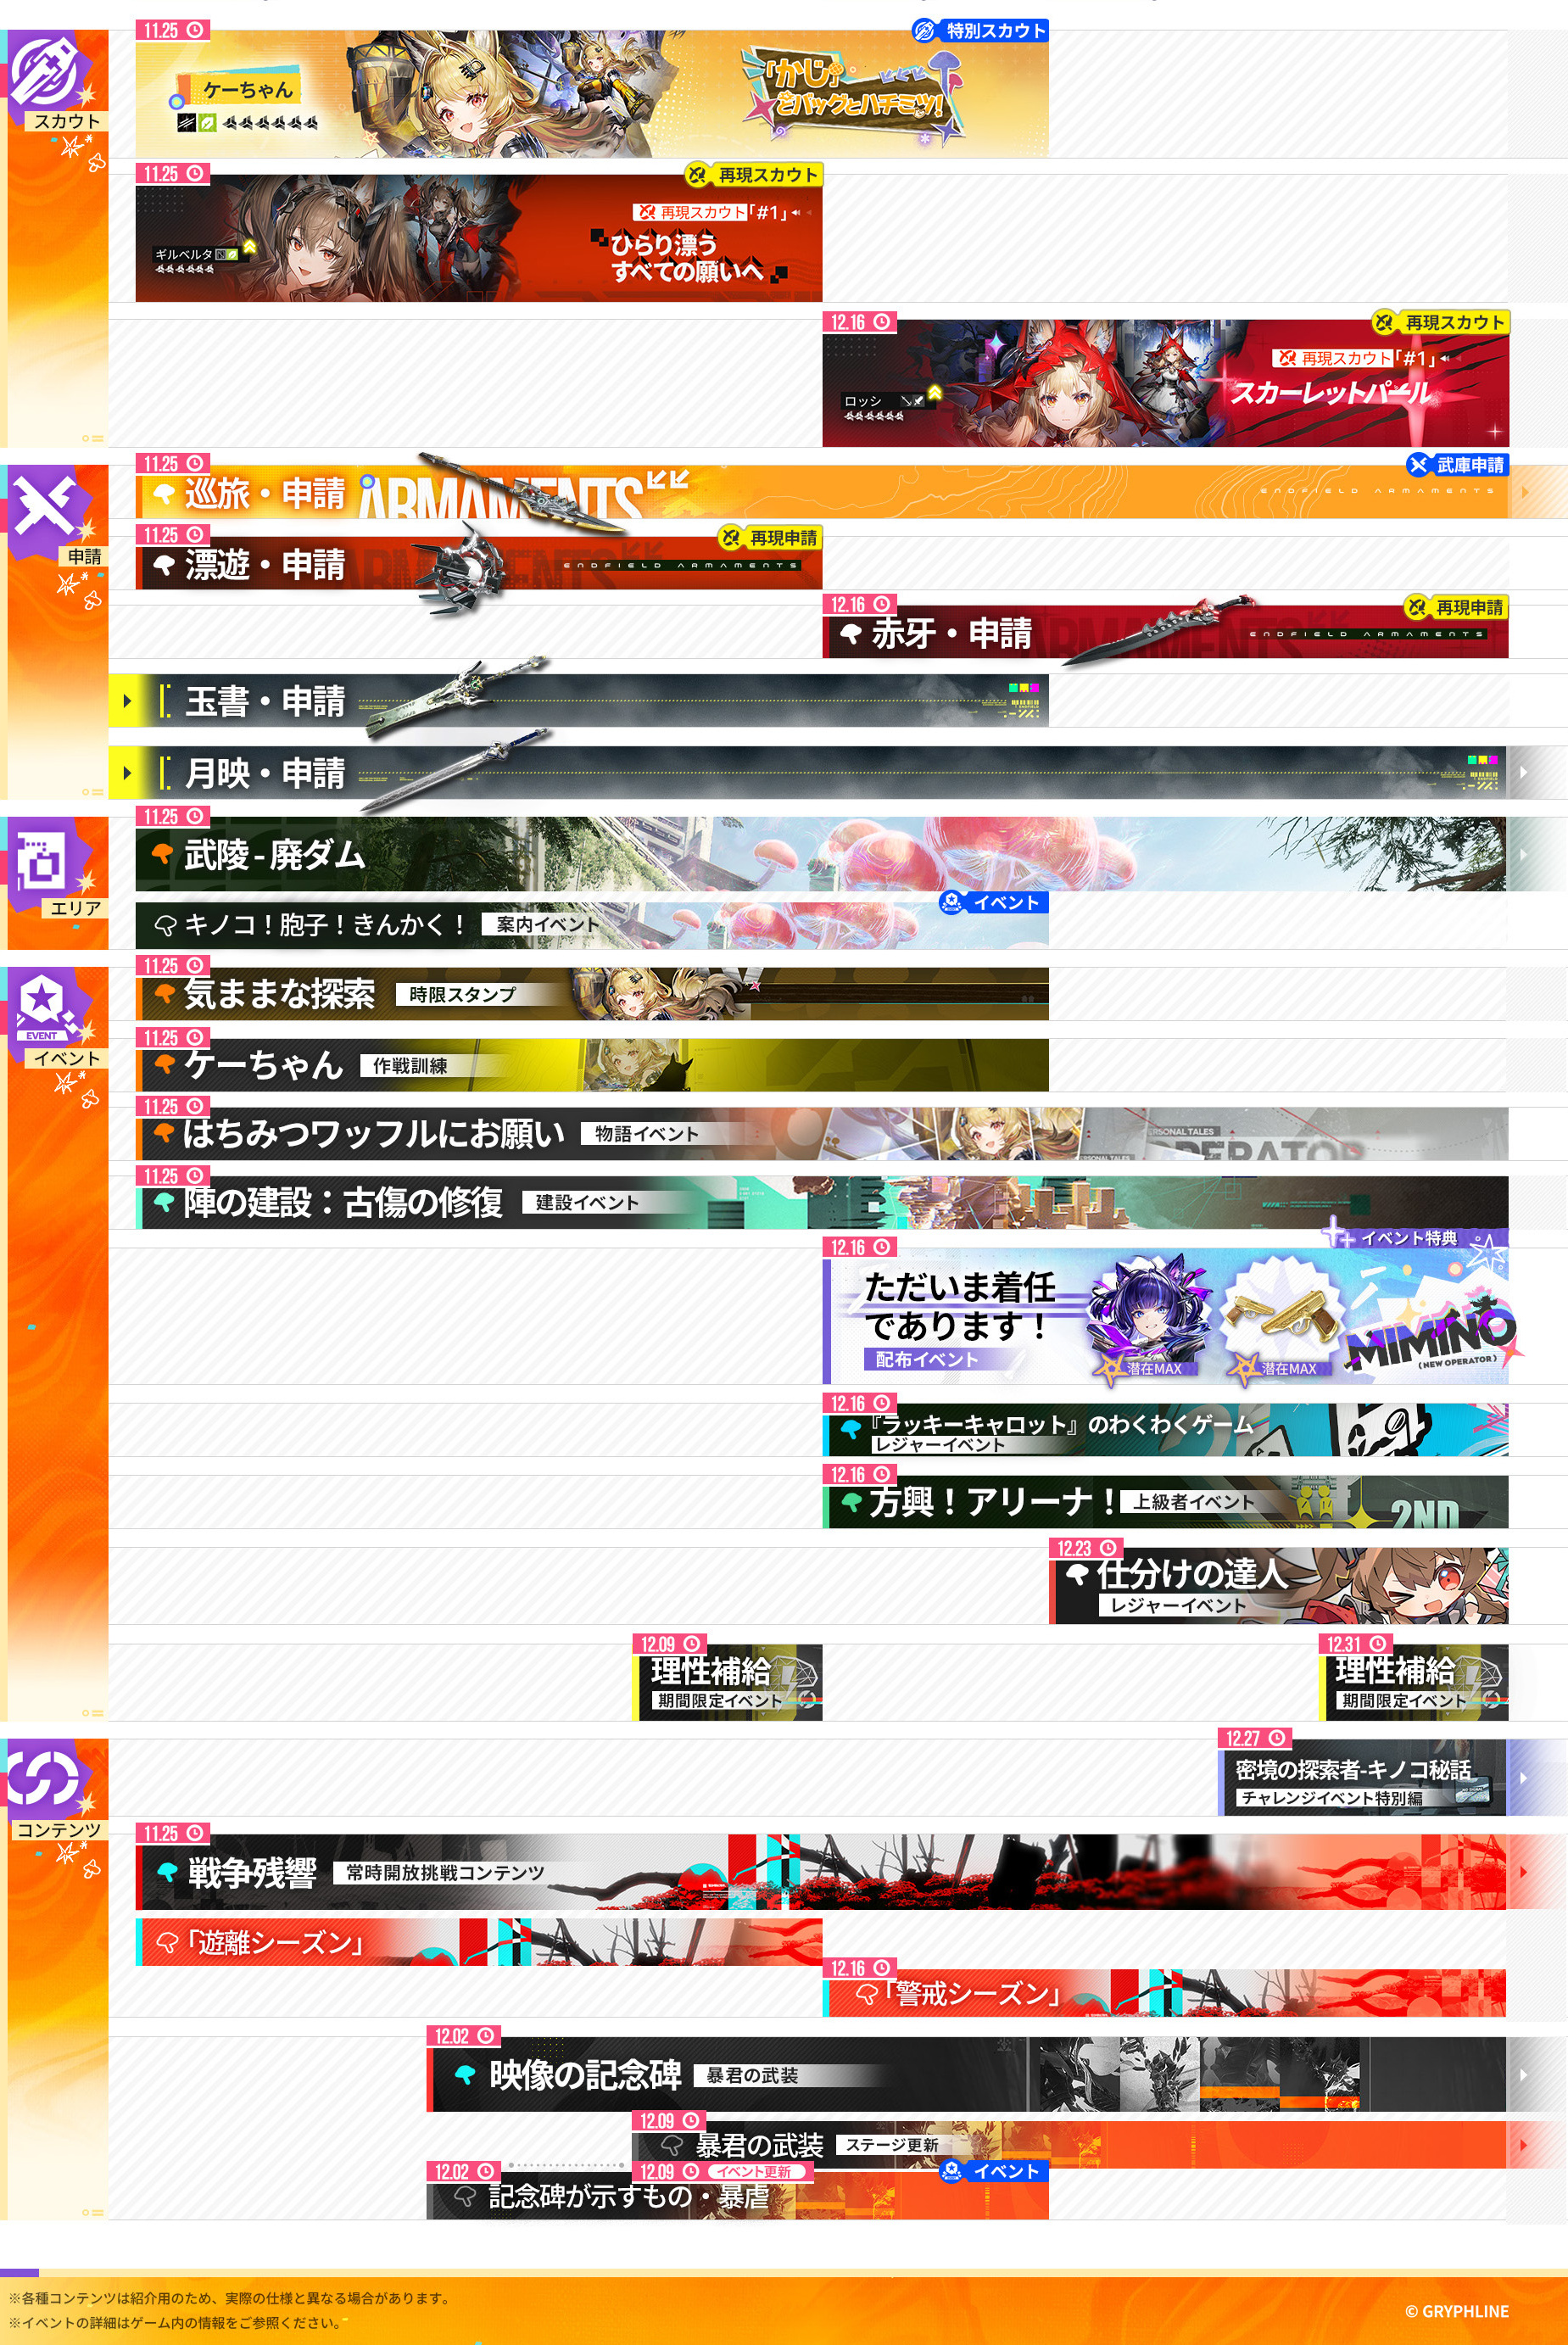 スカウト
11.25
特別スカウト
ケーちゃん
「かじ」
とバッグとハチミツ!
11.25
再現スカウト
再現スカウト「#1」
ギルベルタ
ひらり漂う
すべての願いへ
12.16
再現スカウト
再現スカウト「#1」
ロッシ
スカーレットパール
申請
11.25
武庫申請
巡旅・申請
ARMAMENTS
ENDFIELD ARMAMENTS
11.25
再現申請
漂遊・申請
ARMAMENTS
ENDFIELD ARMAMENTS
12.16
再現申請
赤牙・申請
ARMAMENTS
ENDFIELD ARMAMENTS
玉書・申請
月映・申請
エリア
11.25
武陵-廃ダム
イベント
キノコ！胞子！きんかく！
案内イベント
EVENT
イベント
11.25
気ままな探索
時限スタンプ
11.25
ケーちゃん
作戦訓練
11.25
はちみつワッフルにお願い
物語イベント
PERSONAL TALES
OPERATOR
11.25
陣の建設：古傷の修復
建設イベント
12.16
イベント特典
ただいま着任
であります！
配布イベント
潜在MAX
潜在MAX
MIMINO
(NEW OPERATOR)
12.16
『ラッキーキャロット』のわくわくゲーム
レジャーイベント
12.16
方興！アリーナ！
上級者イベント
2ND
12.23
仕分けの達人
レジャーイベント
12.09
理性補給
期間限定イベント
12.31
理性補給
期間限定イベント
コンテンツ
12.27
密境の探索者-キノコ秘話
チャレンジイベント特別編
11.25
戦争残響
常時開放挑戦コンテンツ
「遊離シーズン」
12.16
「警戒シーズン」
12.02
映像の記念碑
暴君の武装
12.09
暴君の武装
ステージ更新
12.02
12.09
イベント更新
イベント
記念碑が示すもの・暴虐
※各種コンテンツは紹介用のため、実際の仕様と異なる場合があります。
※イベントの詳細はゲーム内の情報をご参照ください。
© GRYPHLINE